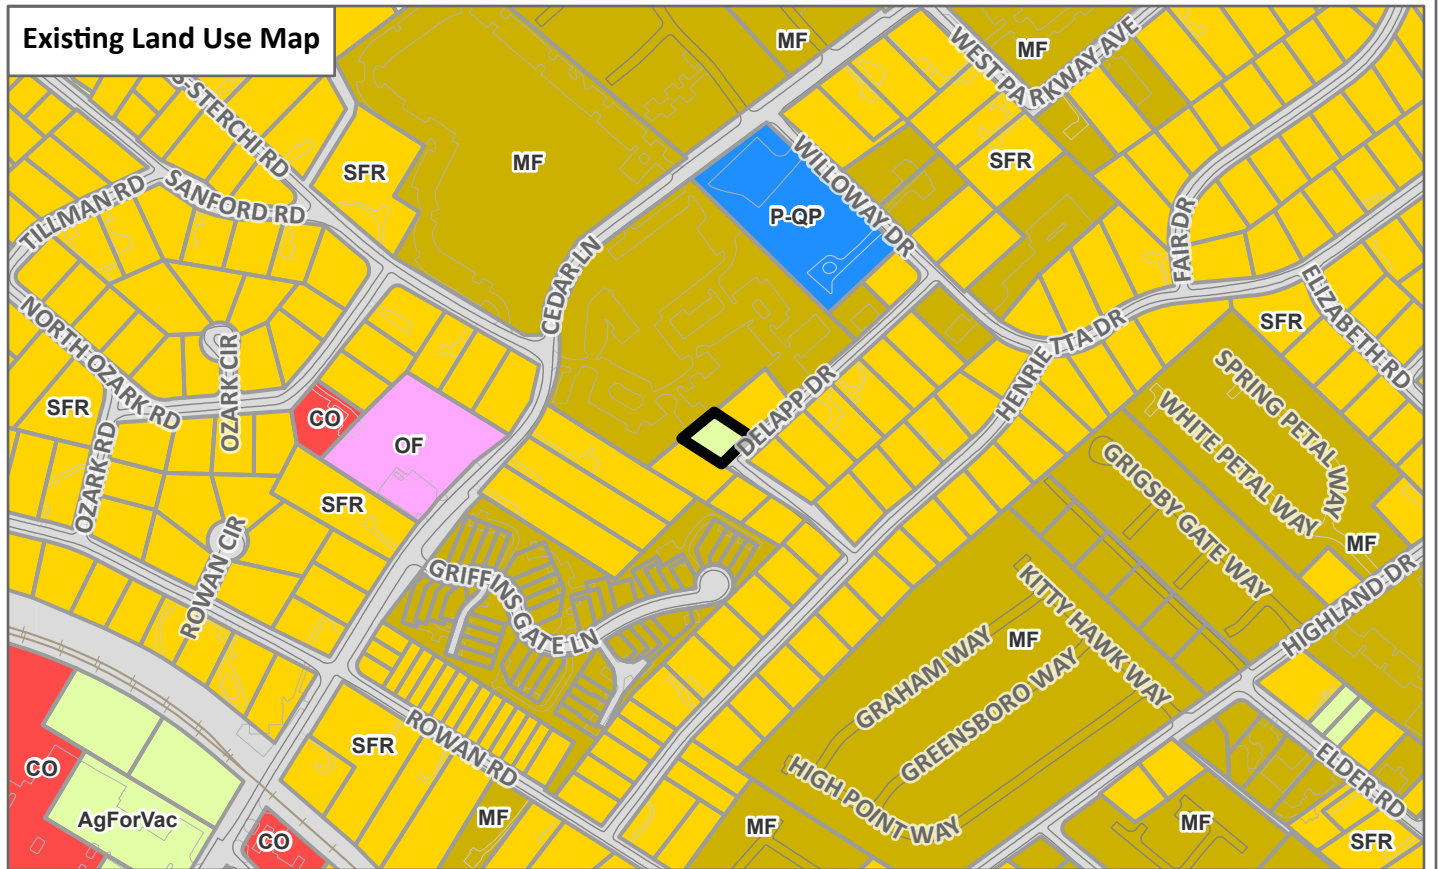 Existing Land Use Map
MF
WEST PARKWAY AVE
MF
S-STERCHI RD
SFR
MF
WILLOWAY DR
SFR
TILLMAN RD
SANFORD RD
P-QP
FAIR DR
CEDAR LN
ELIZABETH RD
NORTH OZARK RD
OZARK CIR
HENRIETTA DR
SFR
SPRING PETAL WAY
SFR
CO
OF
DELAPP DR
WHITE PETAL WAY
OZARK RD
SFR
GRIGSBY GATE WAY
MF
ROWAN CIR
GRIFFINS GATE LN
KITTY HAWK WAY
HIGHLAND DR
GRAHAM WAY
MF
GREENSBORO WAY
SFR
ROWAN RD
CO
HIGH POINT WAY
ELDER RD
AgForVac
MF
MF
MF
CO
SFR